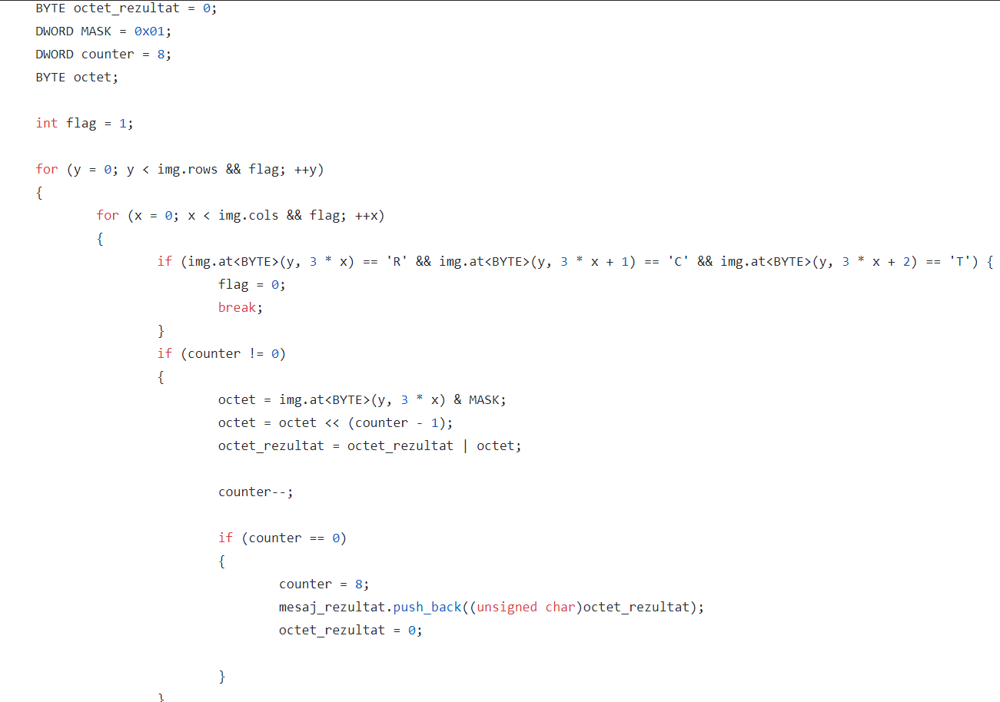 BYTE octet_rezultat = 0;
DWORD MASK = 0x01;
DWORD counter = 8;
BYTE octet;
int flag = 1;
for (y = 0; y < img.rows && flag; ++y)
{
for (x = 0; x < img.cols && flag; ++x)
{
if (img.at<BYTE>(y, 3 * x) == 'R' && img.at<BYTE>(y, 3 * x + 1) == 'C' && img.at<BYTE>(y, 3 * x + 2) == 'T') {
flag = 0;
break;
}
if (counter != 0)
{
octet = img.at<BYTE>(y, 3 * x) & MASK;
octet = octet << (counter - 1);
octet_rezultat = octet_rezultat | octet;
counter--;
if (counter == 0)
{
counter = 8;
mesaj_rezultat.push_back((unsigned char)octet_rezultat);
octet_rezultat = 0;
}
}